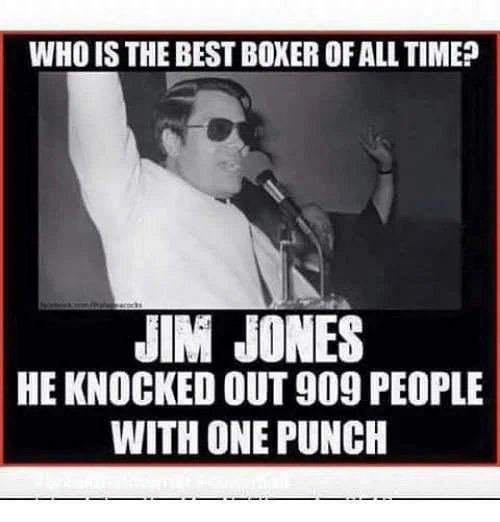 WHO IS THE BEST BOXER OF ALL TIME?
JIM JONES
HE KNOCKED OUT 909 PEOPLE
WITH ONE PUNCH